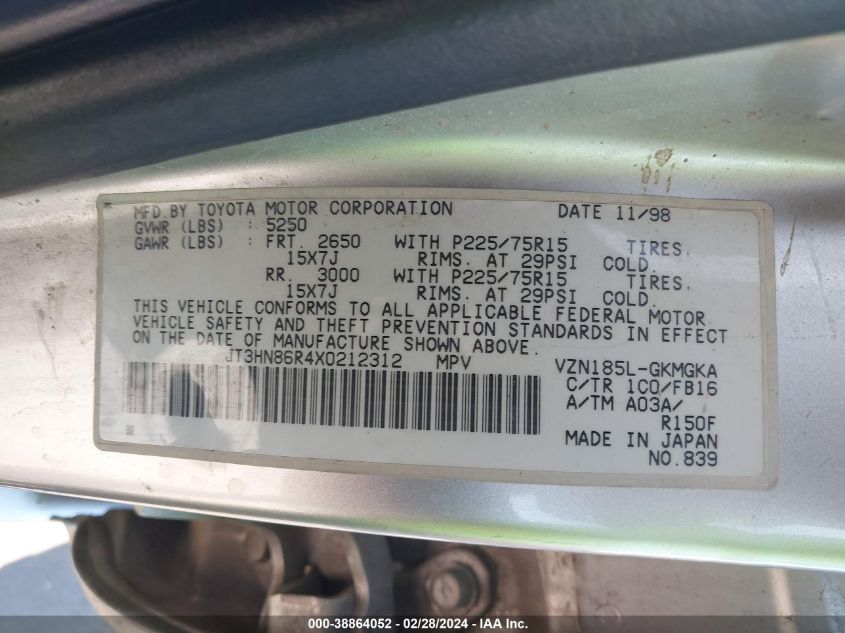 MFD.BY TOYOTA MOTOR CORPORATION DATE 11/98
GVWR (LBS) : 5250
GAWR (LBS) : FRT. 2650 WITH P225/75R15 TIRES.
15X7J RIMS. AT 29PSI COLD.
RR. 3000 WITH P225/75R15 TIRES.
15X7J RIMS. AT 29PSI COLD.
THIS VEHICLE CONFORMS TO ALL APPLICABLE FEDERAL MOTOR
VEHICLE SAFETY AND THEFT PREVENTION STANDARDS IN EFFECT
ON THE DATE OF MANUFACTURE SHOWN ABOVE.
JT3HN86R4X0212312 MPV VZN185L-GKMGKA
C/TR 1C0/FB16
A/TM A03A/
R150F
MADE IN JAPAN
NO.839
000-38864052 - 02/28/2024 - IAAI - IAAI Inc.